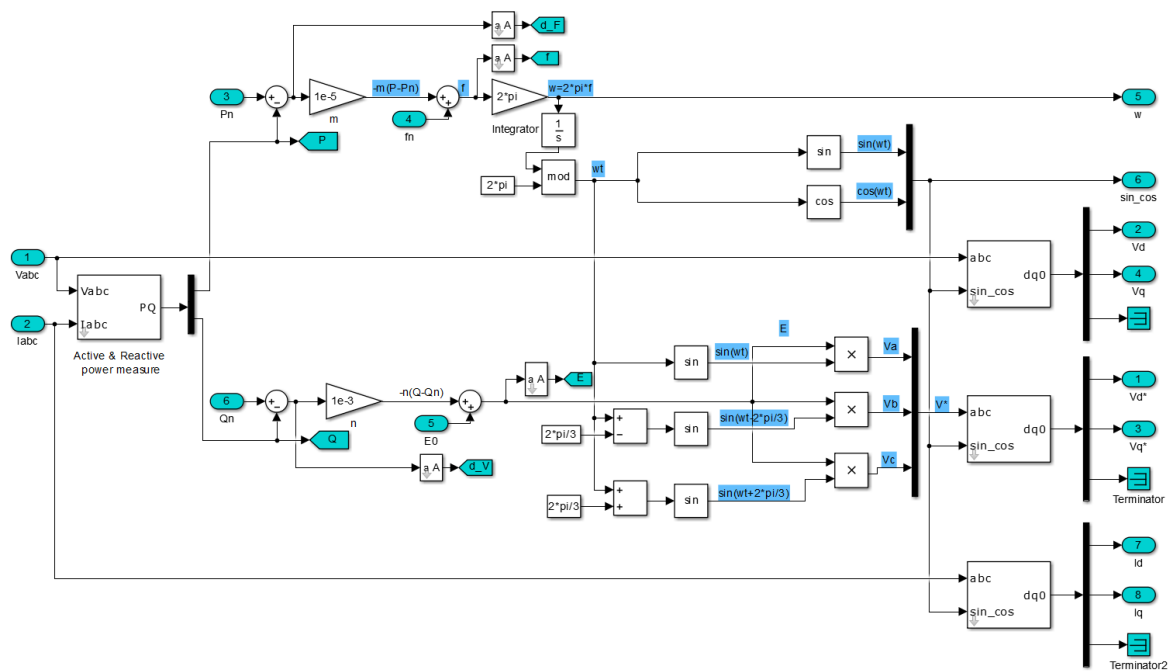 a A
d_F
a A
f
-m(P-Pn)
f
w=2*pi*f
3
Pn
1e-5
m
4
fn
2*pi
5
w
Integrator
1
s
P
2*pi
mod
wt
sin
sin(wt)
cos
cos(wt)
6
sin_cos
1
Vabc
Vabc
Iabc
PQ
2
Iabc
Active & Reactive
power measure
abc
sin_cos
dq0
2
Vd
4
Vq
E
sin
sin(wt)
×
Va
a A
E
6
Qn
1e-3
n
-n(Q-Qn)
5
E0
Q
a A
d_V
2*pi/3
sin
sin(wt-2*pi/3)
×
Vb
V*
abc
sin_cos
dq0
1
Vd*
3
Vq*
Terminator
2*pi/3
sin
sin(wt+2*pi/3)
×
Vc
abc
sin_cos
dq0
7
Id
8
Iq
Terminator2